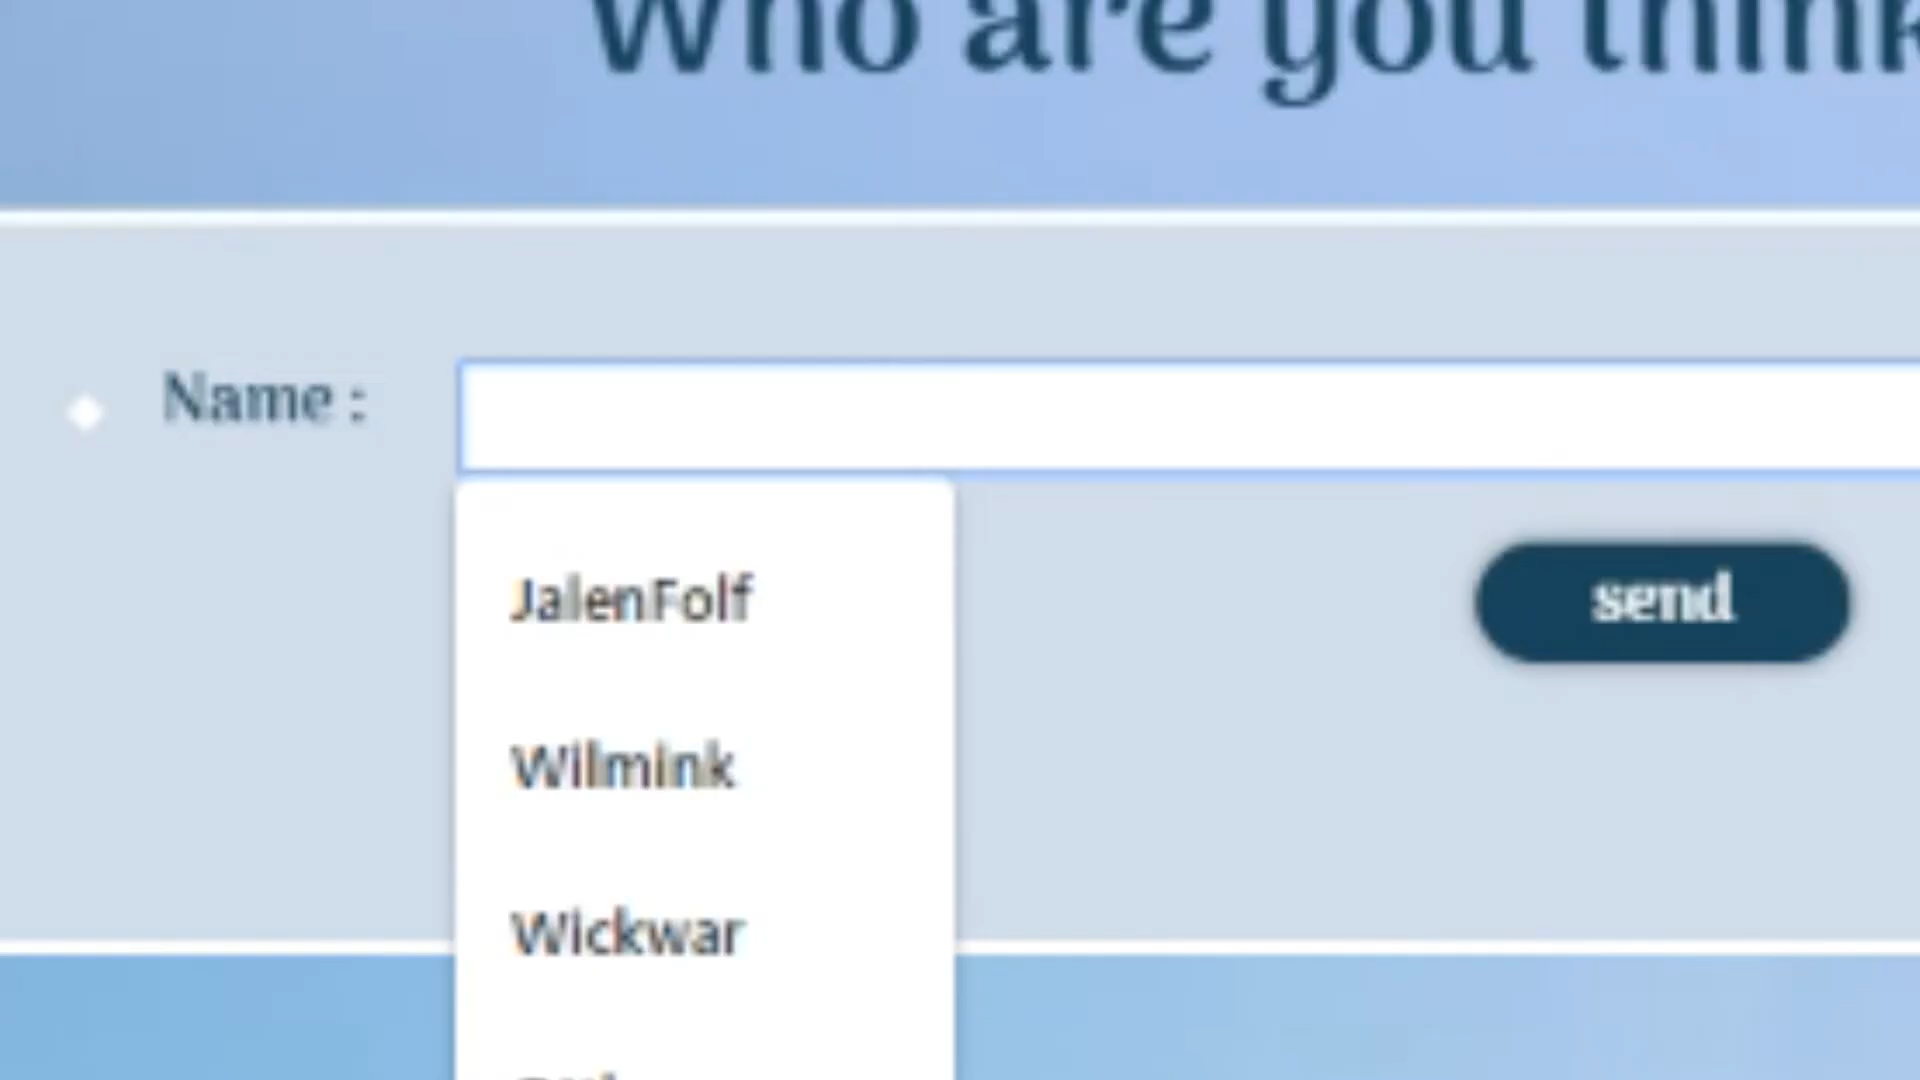 Who are you think
Name :
JalenFolf
send
Wilmink
Wickwar